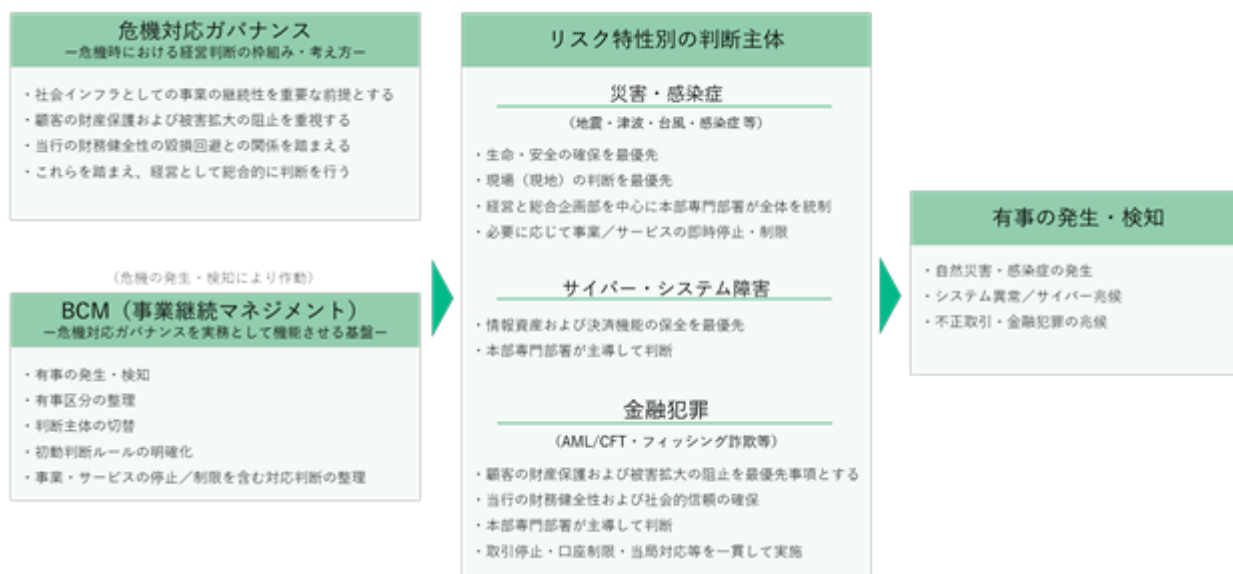 危機対応ガバナンス
ー危機時における経営判断の枠組み・考え方ー
・社会インフラとしての事業の継続性を重要な前提とする
・顧客の財産保護および被害拡大の阻止を重視する
・当行の財務健全性の毀損回避との関係を踏まえる
・これらを踏まえ、経営として総合的に判断を行う
（危機の発生・検知により作動）
BCM（事業継続マネジメント）
ー危機対応ガバナンスを実務として機能させる基盤ー
・有事の発生・検知
・有事区分の整理
・判断主体の切替
・初動判断ルールの明確化
・事業・サービスの停止／制限を含む対応判断の整理
リスク特性別の判断主体
災害・感染症
（地震・津波・台風・感染症 等）
・生命・安全の確保を最優先
・現場（現地）の判断を最優先
・経営と総合企画部を中心に本部専門部署が全体を統制
・必要に応じて事業／サービスの即時停止・制限
サイバー・システム障害
・情報資産および決済機能の保全を最優先
・本部専門部署が主導して判断
金融犯罪
（AML/CFT・フィッシング詐欺等）
・顧客の財産保護および被害拡大の阻止を最優先事項とする
・当行の財務健全性および社会的信頼の確保
・本部専門部署が主導して判断
・取引停止・口座制限・当局対応等を一貫して実施
有事の発生・検知
・自然災害・感染症の発生
・システム異常／サイバー兆候
・不正取引・金融犯罪の兆候